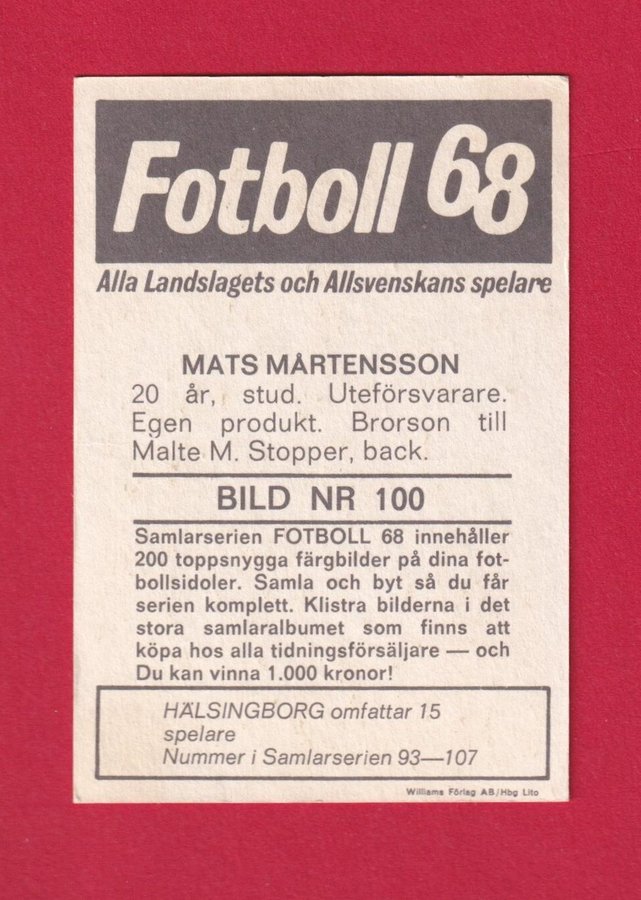 Fotboll 68
Alla Landslagets och Allsvenskans spelare
MATS MÅRTENSSON
20 år, stud. Uteförsvarare.
Egen produkt. Brorson till
Malte M. Stopper, back.
BILD NR 100
Samlarserien FOTBOLL 68 innehåller
200 toppsnygga färgbilder på dina fot-
bollsidoler. Samla och byt så du får
serien komplett. Klistra bilderna i det
stora samlaralbumet som finns att
köpa hos alla tidningsförsäljare — och
Du kan vinna 1.000 kronor!
HÄLSINGBORG omfattar 15
spelare
Nummer i Samlarserien 93—107
Williams Förlag AB/Hbg Lito